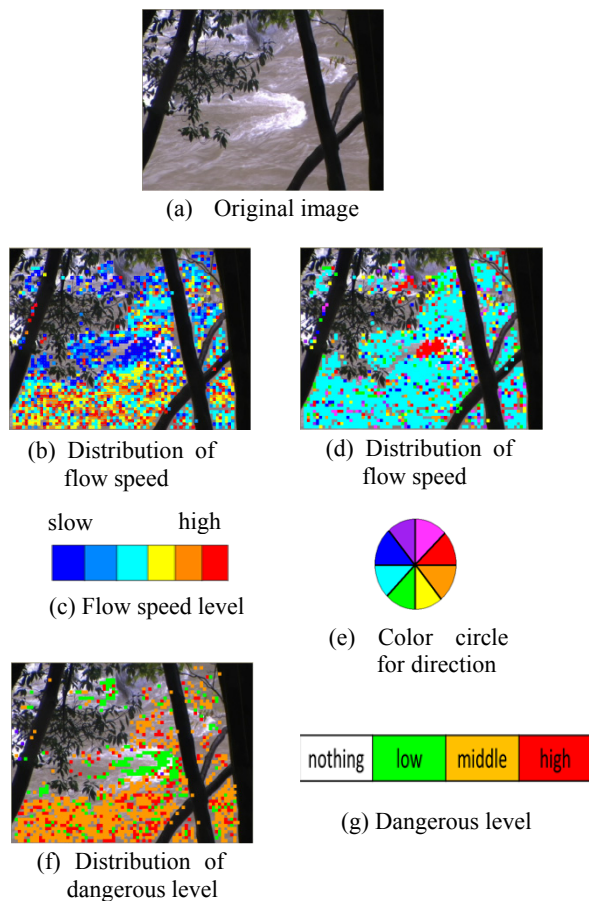 (a) Original image
(b) Distribution of
flow speed
(d) Distribution of
flow speed
slow high
(c) Flow speed level
(e) Color circle
for direction
nothing low middle high
(g) Dangerous level
(f) Distribution of
dangerous level